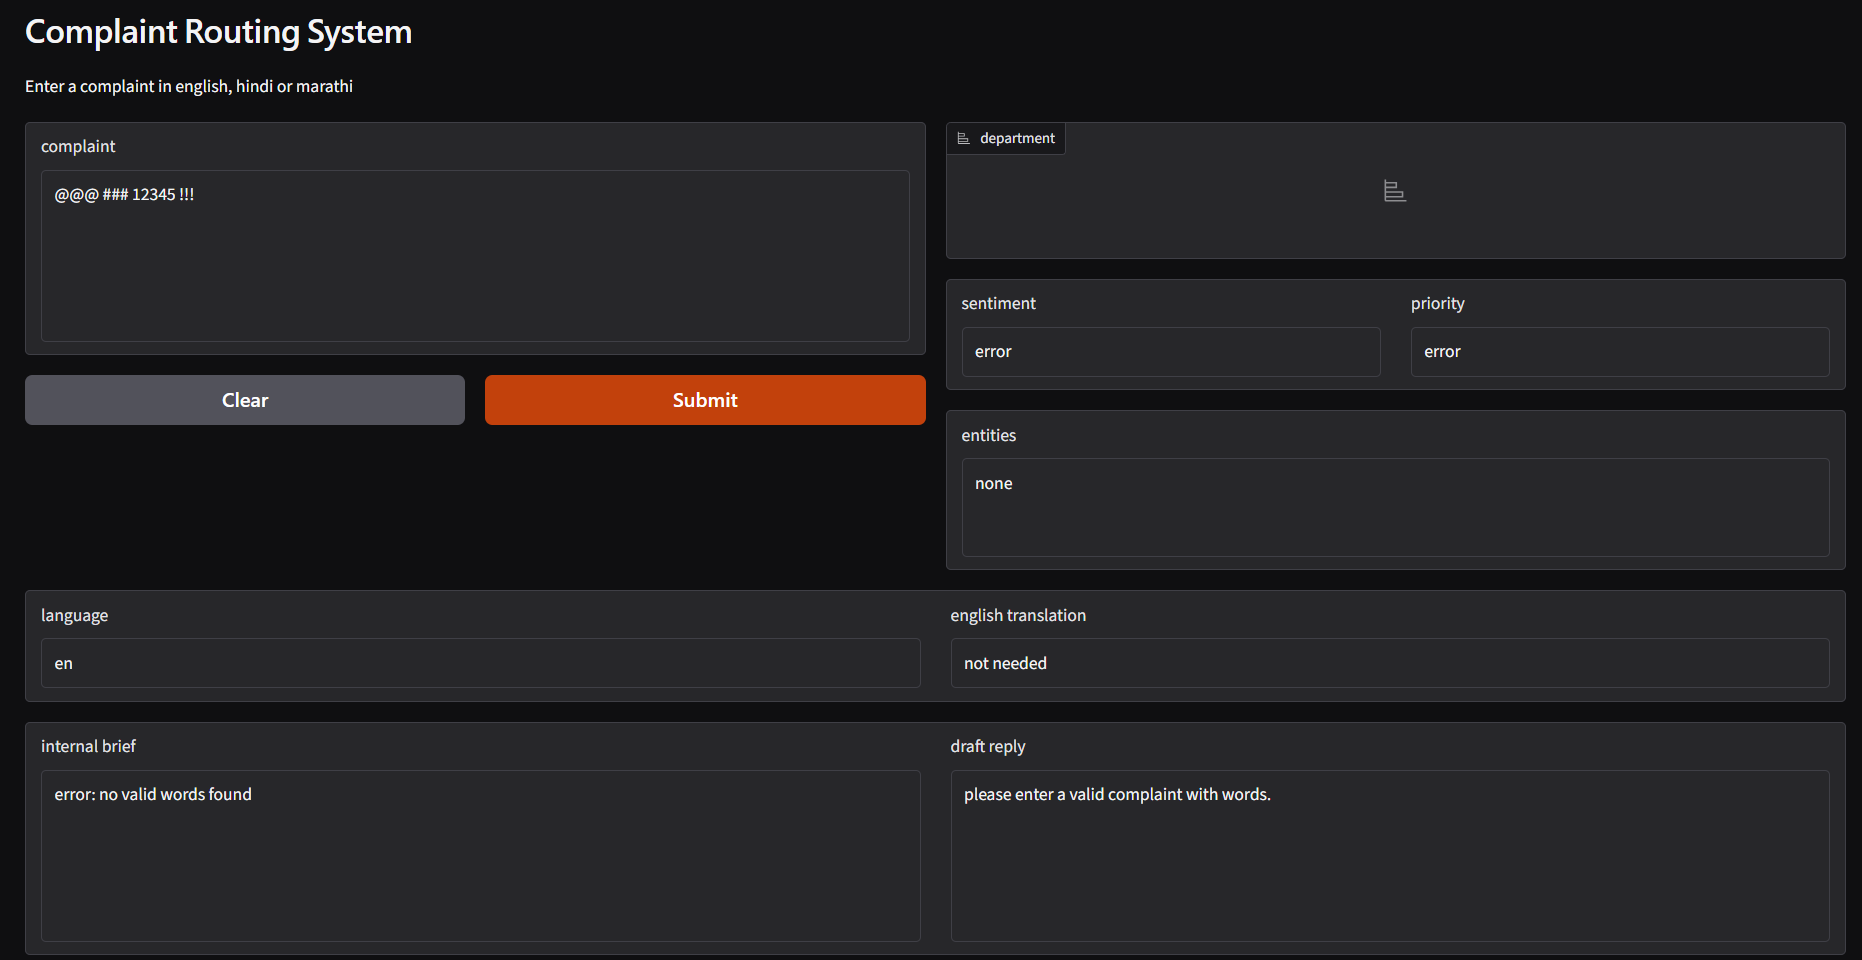 Complaint Routing System
Enter a complaint in english, hindi or marathi
complaint
@@@ ### 12345 !!!
Clear
Submit
department
sentiment
error
priority
error
entities
none
language
en
english translation
not needed
internal brief
error: no valid words found
draft reply
please enter a valid complaint with words.